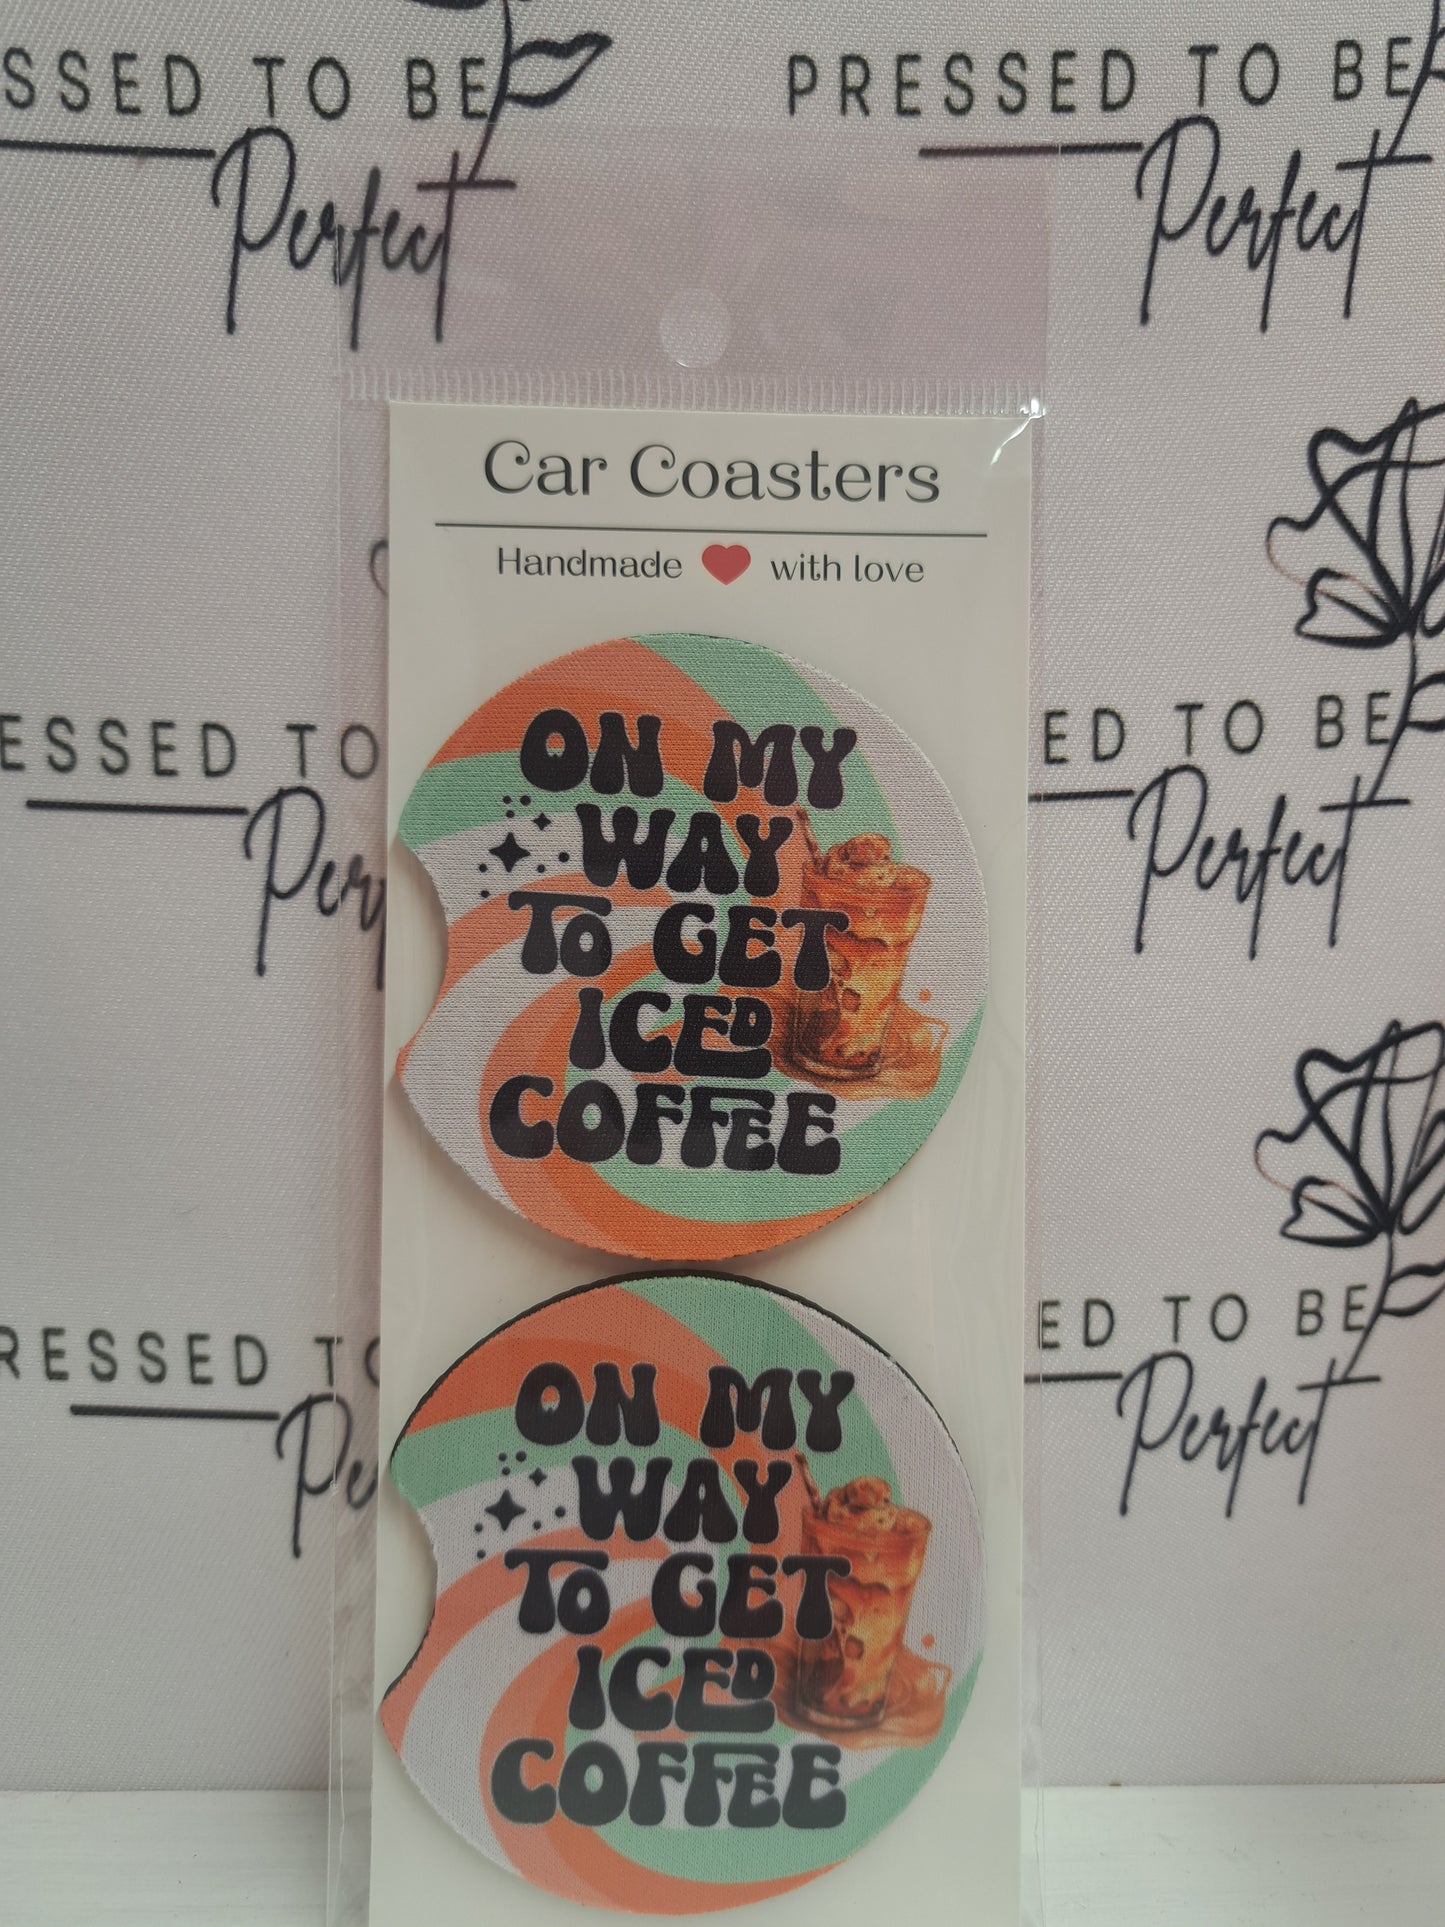 SSED TO BE
Perfect
PRESSED TO BE
Perfect
Car Coasters
Handmade with love
ON MY
WAY
TO GET
ICED
COFFEE
ESSED TO
Per
ED TO BE
Perfect
ON MY
WAY
TO GET
ICED
COFFEE
RESSED TO
Pe
ED TO BE
Perfect